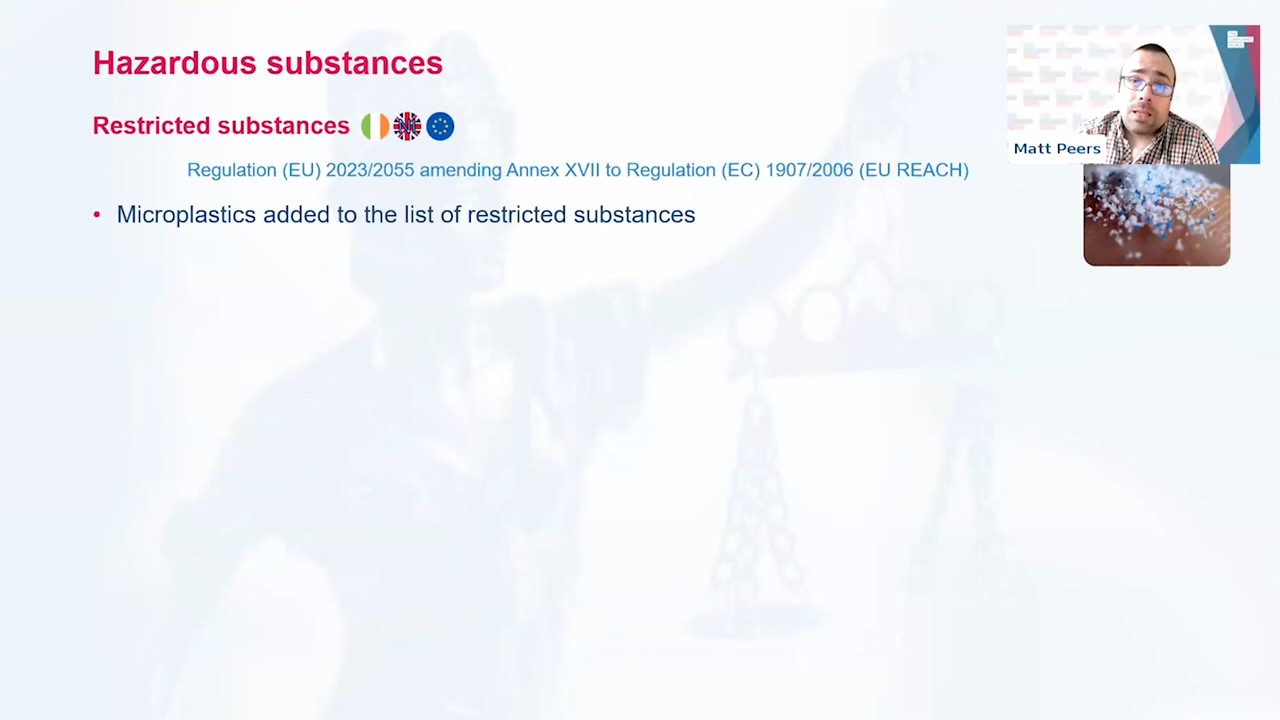 Hazardous substances
Restricted substances NI
Regulation (EU) 2023/2055 amending Annex XVII to Regulation (EC) 1907/2006 (EU REACH)
• Microplastics added to the list of restricted substances
Matt Peers